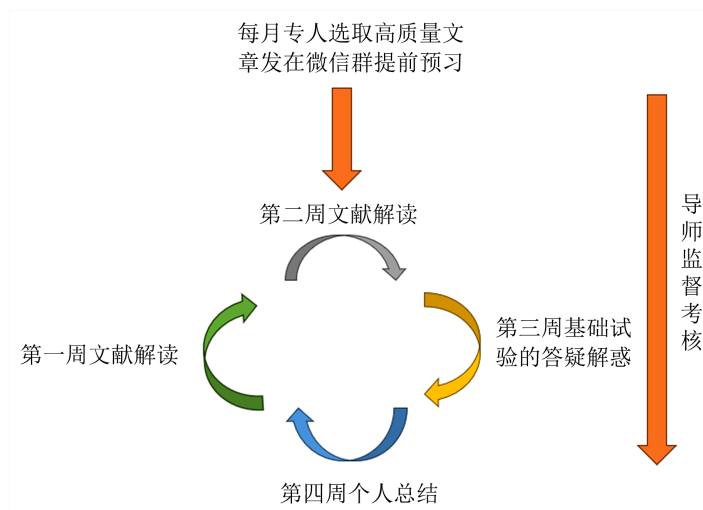 每月专人选取高质量文
章发在微信群提前预习
第二周文献解读
第一周文献解读
第三周基础试
验的答疑解惑
第四周个人总结
导师监督考核